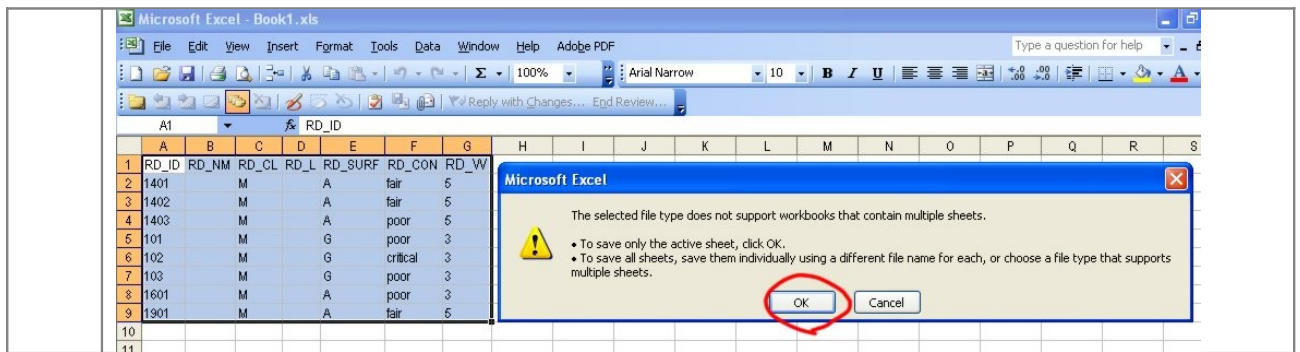 Microsoft Excel - Book1.xls
File Edit View Insert Format Tools Data Window Help Adobe PDF Type a question for help
Σ 100% Arial Narrow 10 B I U A
Reply with Changes... End Review...
A1 fx RD_ID
A B C D E F G H I J K L M N O P Q R S
1 RD_ID RD_NM RD_CL RD_L RD_SURF RD_CON RD_W
2 1401 M A fair 5
3 1402 M A fair 5
4 1403 M A poor 5
5 101 M G poor 3
6 102 M G critical 3
7 103 M G poor 3
8 1601 M A poor 3
9 1901 M A fair 5
10
11
Microsoft Excel
The selected file type does not support workbooks that contain multiple sheets.
• To save only the active sheet, click OK.
• To save all sheets, save them individually using a different file name for each, or choose a file type that supports
multiple sheets.
OK Cancel